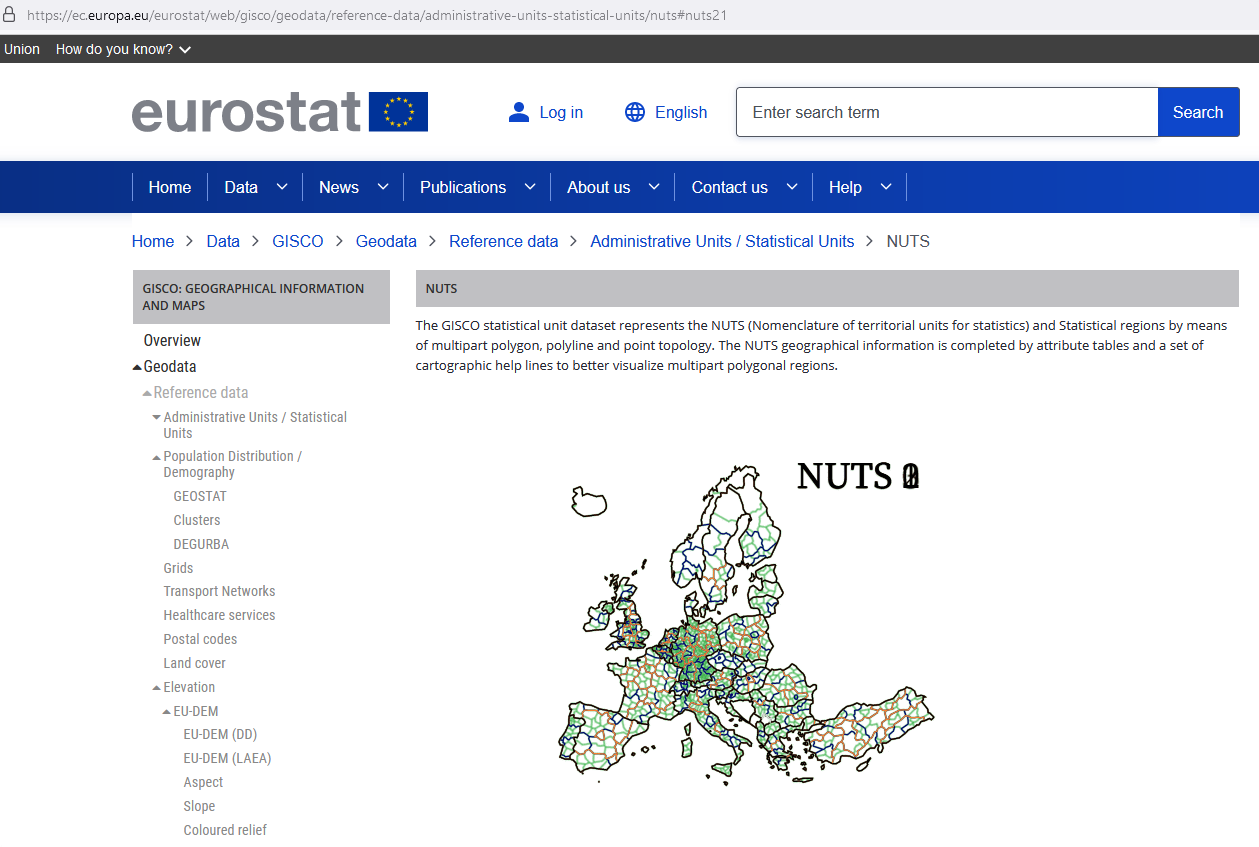 https://ec.europa.eu/eurostat/web/gisco/geodata/reference-data/administrative-units-statistical-units/nuts#nuts21
Union How do you know?
eurostat Log in English Enter search term Search
Home Data News Publications About us Contact us Help
Home > Data > GISCO > Geodata > Reference data > Administrative Units / Statistical Units > NUTS
GISCO: GEOGRAPHICAL INFORMATION
AND MAPS
Overview
Geodata
Reference data
Administrative Units / Statistical
Units
Population Distribution /
Demography
GEOSTAT
Clusters
DEGURBA
Grids
Transport Networks
Healthcare services
Postal codes
Land cover
Elevation
EU-DEM
EU-DEM (DD)
EU-DEM (LAEA)
Aspect
Slope
Coloured relief
NUTS
The GISCO statistical unit dataset represents the NUTS (Nomenclature of territorial units for statistics) and Statistical regions by means
of multipart polygon, polyline and point topology. The NUTS geographical information is completed by attribute tables and a set of
cartographic help lines to better visualize multipart polygonal regions.
NUTS